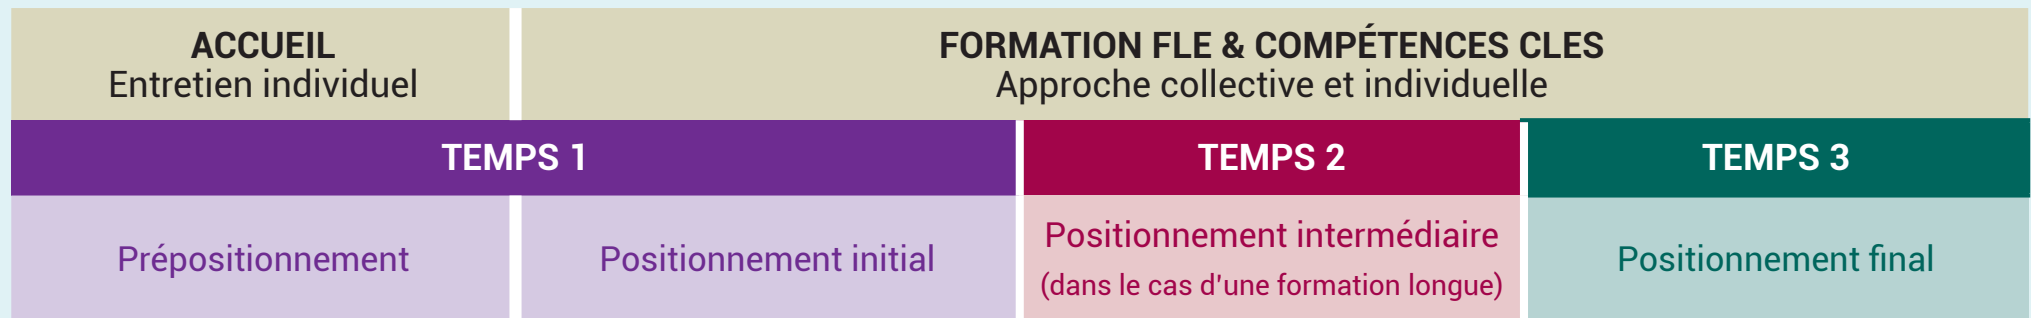 ACCUEIL
Entretien individuel
FORMATION FLE & COMPÉTENCES CLES
Approche collective et individuelle
TEMPS 1
TEMPS 2
TEMPS 3
Prépositionnement
Positionnement initial
Positionnement intermédiaire
(dans le cas d'une formation longue)
Positionnement final